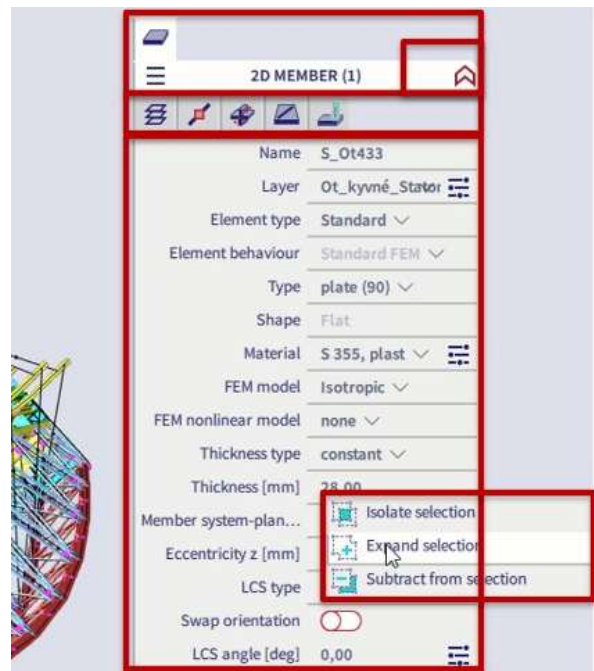 2D MEMBER (1)
Name S_Ot433
Layer Ot_kyvné_Stator
Element type Standard
Element behaviour Standard FEM
Type plate (90)
Shape Flat
Material S 355, plast
FEM model Isotropic
FEM nonlinear model none
Thickness type constant
Thickness [mm] 28,00
Member system-plan...
Isolate selection
Eccentricity z [mm]
Expand selection
LCS type
Subtract from selection
Swap orientation
LCS angle [deg] 0,00